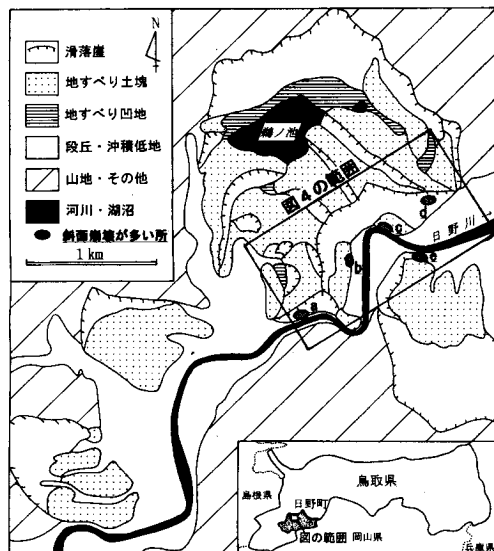 N
滑落崖
地すべり土塊
地すべり凹地
段丘・沖積低地
山地・その他
河川・湖沼
斜面崩壊が多い所
1 km
鵜ノ池
図4の範囲
日野川
a
b
c
d
e
鳥取県
島根県
日野町
図の範囲
岡山県
兵庫県